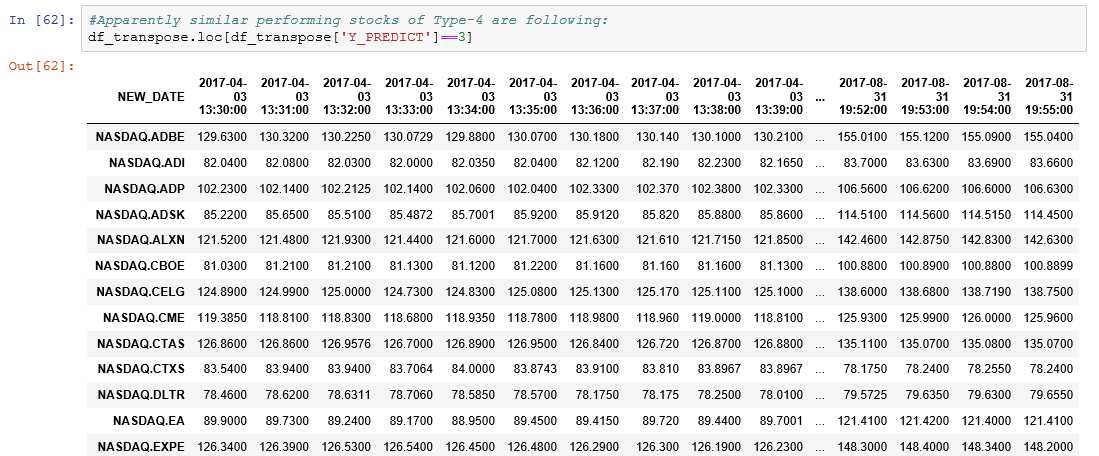 In [62]: #Apparently similar performing stocks of Type-4 are following:
df_transpose.loc[df_transpose['Y_PREDICT']==3]
Out[62]:
NEW_DATE 2017-04-03 13:30:00 2017-04-03 13:31:00 2017-04-03 13:32:00 2017-04-03 13:33:00 2017-04-03 13:34:00 2017-04-03 13:35:00 2017-04-03 13:36:00 2017-04-03 13:37:00 2017-04-03 13:38:00 2017-04-03 13:39:00 ... 2017-08-31 19:52:00 2017-08-31 19:53:00 2017-08-31 19:54:00 2017-08-31 19:55:00
NASDAQ.ADBE 129.6300 130.3200 130.2250 130.0729 129.8800 130.0700 130.1800 130.140 130.1000 130.2100 ... 155.0100 155.1200 155.0900 155.0400
NASDAQ.ADI 82.0400 82.0800 82.0300 82.0000 82.0350 82.0400 82.1200 82.190 82.2300 82.1650 ... 83.7000 83.6300 83.6900 83.6600
NASDAQ.ADP 102.2300 102.1400 102.2125 102.1400 102.0600 102.0400 102.3300 102.370 102.3800 102.3300 ... 106.5600 106.6200 106.6000 106.6300
NASDAQ.ADSK 85.2200 85.6500 85.5100 85.4872 85.7001 85.9200 85.9120 85.820 85.8800 85.8600 ... 114.5100 114.5600 114.5150 114.4500
NASDAQ.ALXN 121.5200 121.4800 121.9300 121.4400 121.6000 121.7000 121.6300 121.610 121.7150 121.8500 ... 142.4600 142.8750 142.8300 142.6300
NASDAQ.CBOE 81.0300 81.2100 81.2100 81.1300 81.1200 81.2200 81.1600 81.160 81.1600 81.1300 ... 100.8800 100.8900 100.8800 100.8899
NASDAQ.CELG 124.8900 124.9900 125.0000 124.7300 124.8300 125.0800 125.1300 125.170 125.1100 125.1000 ... 138.6000 138.6800 138.7190 138.7500
NASDAQ.CME 119.3850 118.8100 118.8300 118.6800 118.9350 118.7800 118.9800 118.960 119.0000 118.8100 ... 125.9300 125.9900 126.0000 125.9600
NASDAQ.CTAS 126.8600 126.8600 126.9576 126.7000 126.8900 126.9500 126.8400 126.720 126.8700 126.8800 ... 135.1100 135.0700 135.0800 135.0700
NASDAQ.CTXS 83.5400 83.9400 83.9400 83.7064 84.0000 83.8743 83.9100 83.810 83.8967 83.8967 ... 78.1750 78.2400 78.2550 78.2400
NASDAQ.DLTR 78.4600 78.6200 78.6311 78.7060 78.5850 78.5700 78.1750 78.175 78.2500 78.0100 ... 79.5725 79.6350 79.6300 79.6550
NASDAQ.EA 89.9000 89.7300 89.2400 89.1700 88.9500 89.4500 89.4150 89.720 89.4400 89.7001 ... 121.4100 121.4200 121.4000 121.4100
NASDAQ.EXPE 126.3400 126.3900 126.5300 126.5400 126.4500 126.4800 126.2900 126.300 126.1900 126.2300 ... 148.3000 148.4000 148.3400 148.2000